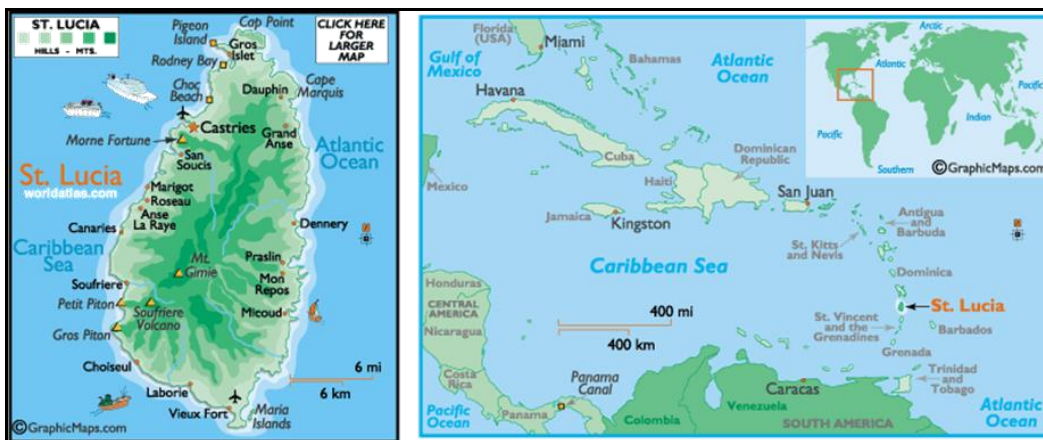 ST. LUCIA
HILLS - MTS.
CLICK HERE
FOR
LARGER
MAP
Pigeon
Island
Cap Point
Gros
Islet
Rodney Bay
Choc
Beach
Dauphin
Cape
Marquis
Castries
Morne Fortune
Grand
Anse
San
Soucis
Atlantic
Ocean
St. Lucia
worldatlas.com
Marigot
Roseau
Anse
La Raye
Canaries
Dennery
Caribbean
Sea
Mt.
Gimie
Praslin
Mon
Repos
Soufriere
Petit Piton
Soufriere
Volcano
Micoud
Gros Piton
Choiseul
6 mi
6 km
Laborie
Vieux Fort
Maria
Islands
©GraphicMaps.com
Florida
(USA)
Miami
Gulf of
Mexico
Bahamas
Atlantic
Ocean
Havana
Cuba
Mexico
Dominican
Republic
Haiti
San Juan
Jamaica
Kingston
Antigua
and
Barbuda
St. Kitts
and Nevis
Caribbean Sea
Dominica
Honduras
CENTRAL
AMERICA
Nicaragua
400 mi
400 km
St. Lucia
St. Vincent
and the
Grenadines
Barbados
Grenada
Costa
Rica
Panama
Canal
Caracas
Trinidad
and
Tobago
Pacific
Ocean
Panama
Colombia
Venezuela
SOUTH AMERICA
Atlantic
Ocean
Arctic
Atlantic
Pacific
Indian
Pacific
Southern
©GraphicMaps.com